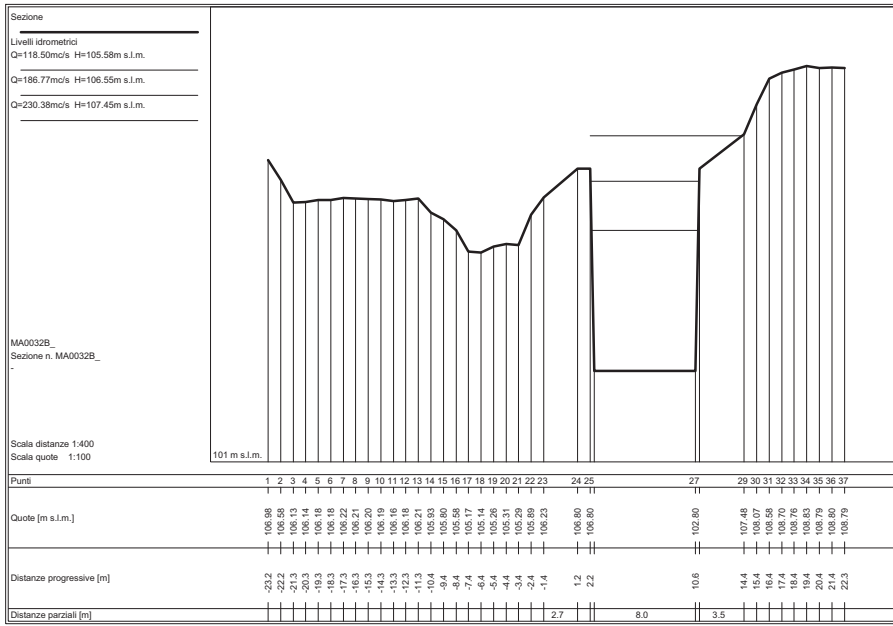 Sezione
Livelli idrometrici
Q=118.50mc/s H=105.58m s.l.m.
Q=186.77mc/s H=106.55m s.l.m.
Q=230.38mc/s H=107.45m s.l.m.
MA0032B_
Sezione n. MA0032B_
-
Scala distanze 1:400
Scala quote 1:100
101 m s.l.m.
Punti 1 2 3 4 5 6 7 8 9 10 11 12 13 14 15 16 17 18 19 20 21 22 23 24 25 27 29 30 31 32 33 34 35 36 37
Quote [m s.l.m.] 106.98 106.58 106.13 106.14 106.18 106.18 106.22 106.21 106.20 106.19 106.16 106.18 106.21 105.93 105.80 105.58 105.17 105.14 105.26 105.31 105.29 105.89 106.23 106.80 106.80 102.80 107.48 108.07 108.58 108.70 108.76 108.83 108.79 108.80 108.79
Distanze progressive [m] -23.2 -22.2 -21.3 -20.3 -19.3 -18.3 -17.3 -16.3 -15.3 -14.3 -13.3 -12.3 -11.3 -10.4 -9.4 -8.4 -7.4 -6.4 -5.4 -4.4 -3.4 -2.4 -1.4 1.2 2.2 10.6 14.4 15.4 16.4 17.4 18.4 19.4 20.4 21.4 22.3
Distanze parziali [m] 2.7 8.0 3.5